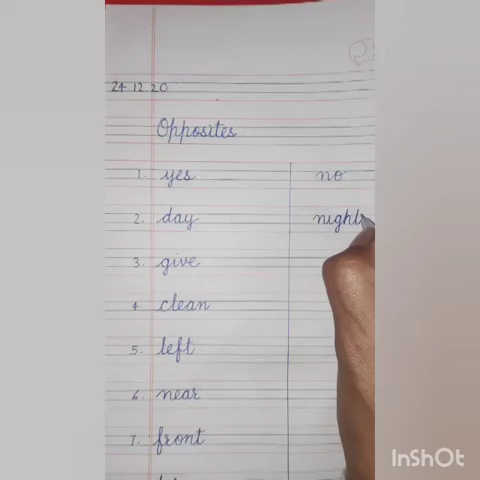 24.12.20
Opposites
1. yes no
2. day night
3. give
4. clean
5. left
6. near
7. front
InShOt